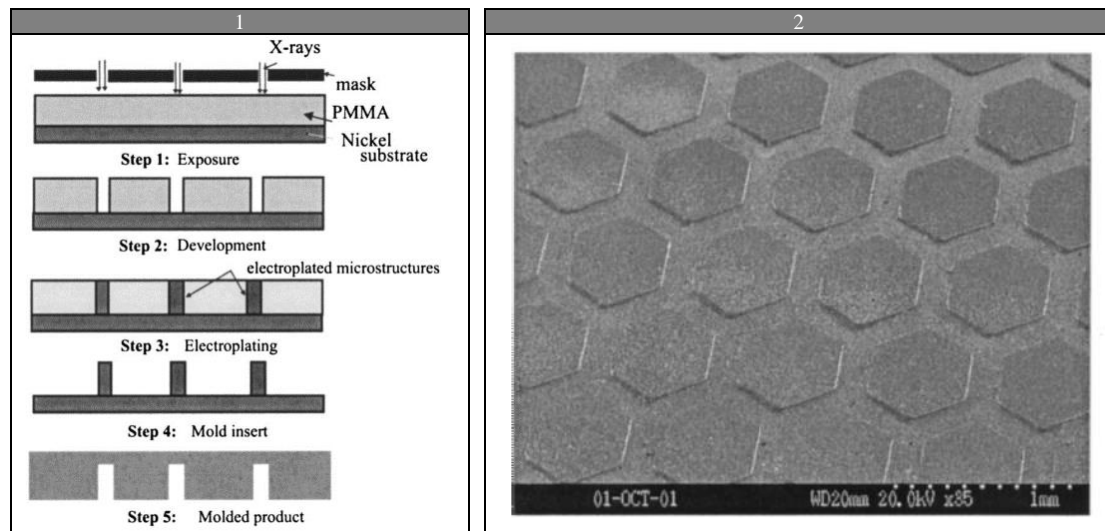 1
2
X-rays
mask
PMMA
Nickel
substrate
Step 1: Exposure
Step 2: Development
electroplated microstructures
Step 3: Electroplating
Step 4: Mold insert
Step 5: Molded product
01-OCT-01 WD20mm 20.0kV x85 1mm